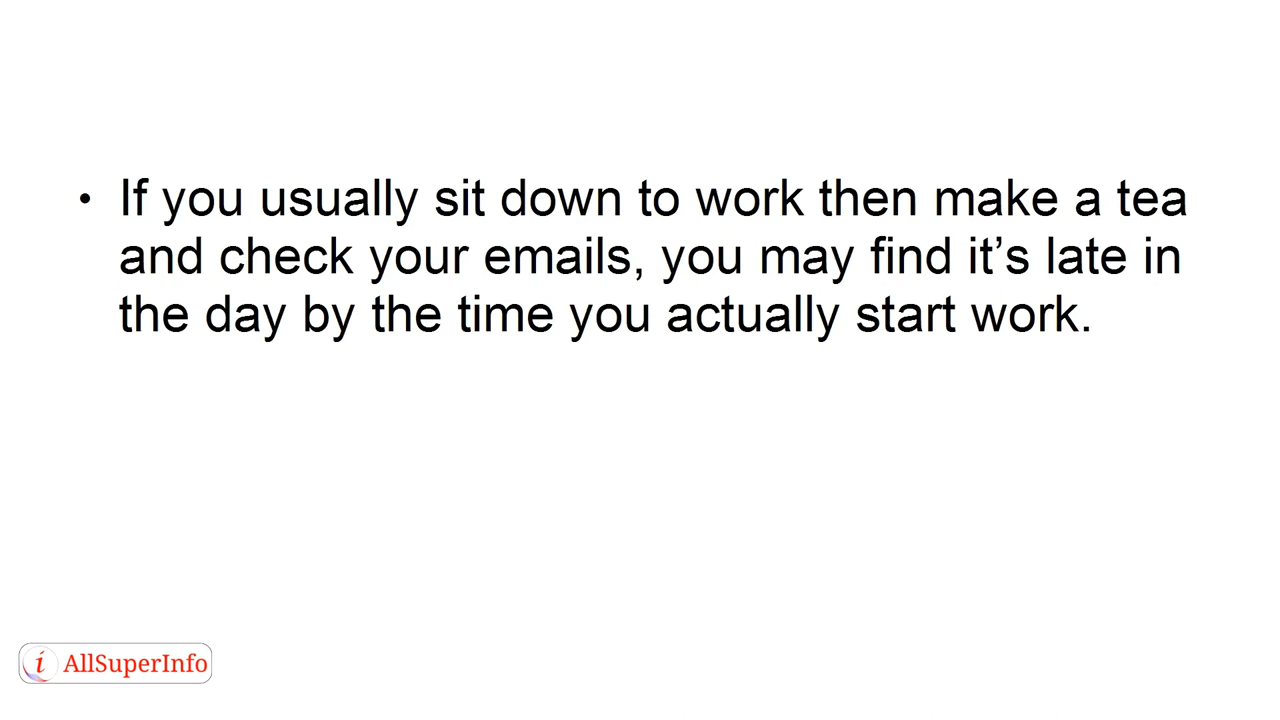 • If you usually sit down to work then make a tea
and check your emails, you may find it’s late in
the day by the time you actually start work.
i AllSuperInfo